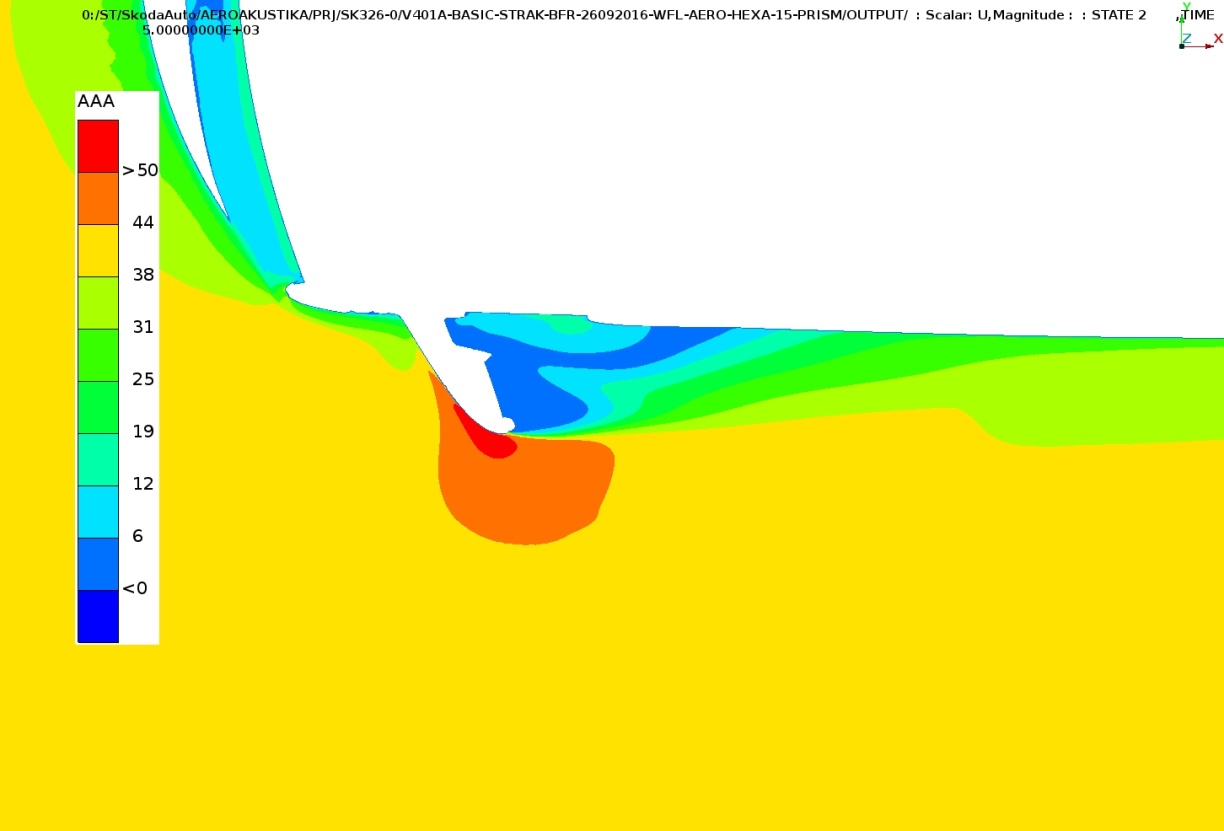 0:/ST/SkodaAuto/AEROAKUSTIKA/PRJ/SK326-0/V401A-BASIC-STRAK-BFR-26092016-WFL-AERO-HEXA-15-PRISM/OUTPUT/ : Scalar: U,Magnitude : : STATE 2 ,TIME
5.00000000E+03
Y
Z X
AAA
>50
44
38
31
25
19
12
6
<0